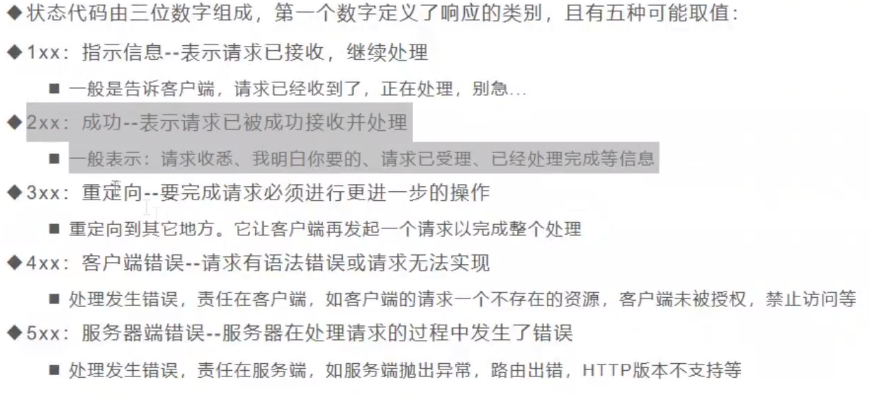 ◆状态代码由三位数字组成，第一个数字定义了响应的类别，且有五种可能取值：
◆1xx：指示信息--表示请求已接收，继续处理
■ 一般是告诉客户端，请求已经收到了，正在处理，别急...
◆2xx：成功--表示请求已被成功接收并处理
■ 一般表示：请求收悉、我明白你要的、请求已受理、已经处理完成等信息
◆3xx：重定向--要完成请求必须进行更进一步的操作
■ 重定向到其它地方。它让客户端再发起一个请求以完成整个处理
◆4xx：客户端错误--请求有语法错误或请求无法实现
■ 处理发生错误，责任在客户端，如客户端的请求一个不存在的资源，客户端未被授权，禁止访问等
◆5xx：服务器端错误--服务器在处理请求的过程中发生了错误
■ 处理发生错误，责任在服务端，如服务端抛出异常，路由出错，HTTP版本不支持等